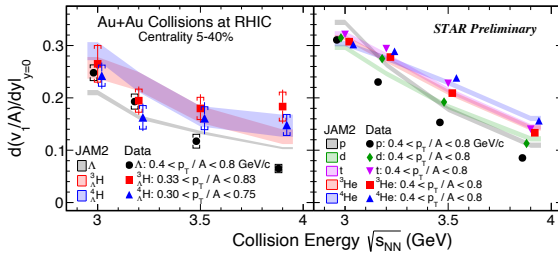 Au+Au Collisions at RHIC
Centrality 5-40%
STAR Preliminary
d(v₁/A)/dy|y=0
0.3
0.2
0.1
0
JAM2 Data
Λ Λ: 0.4 < pT / A < 0.8 GeV/c
³ΛH ³ΛH: 0.33 < pT / A < 0.83
⁴ΛH ⁴ΛH: 0.30 < pT / A < 0.75
JAM2 Data
p p: 0.4 < pT / A < 0.8 GeV/c
d d: 0.4 < pT / A < 0.8
t t: 0.4 < pT / A < 0.8
³He ³He: 0.4 < pT / A < 0.8
⁴He ⁴He: 0.4 < pT / A < 0.8
3 3.5 4 3 3.5 4
Collision Energy √sNN (GeV)